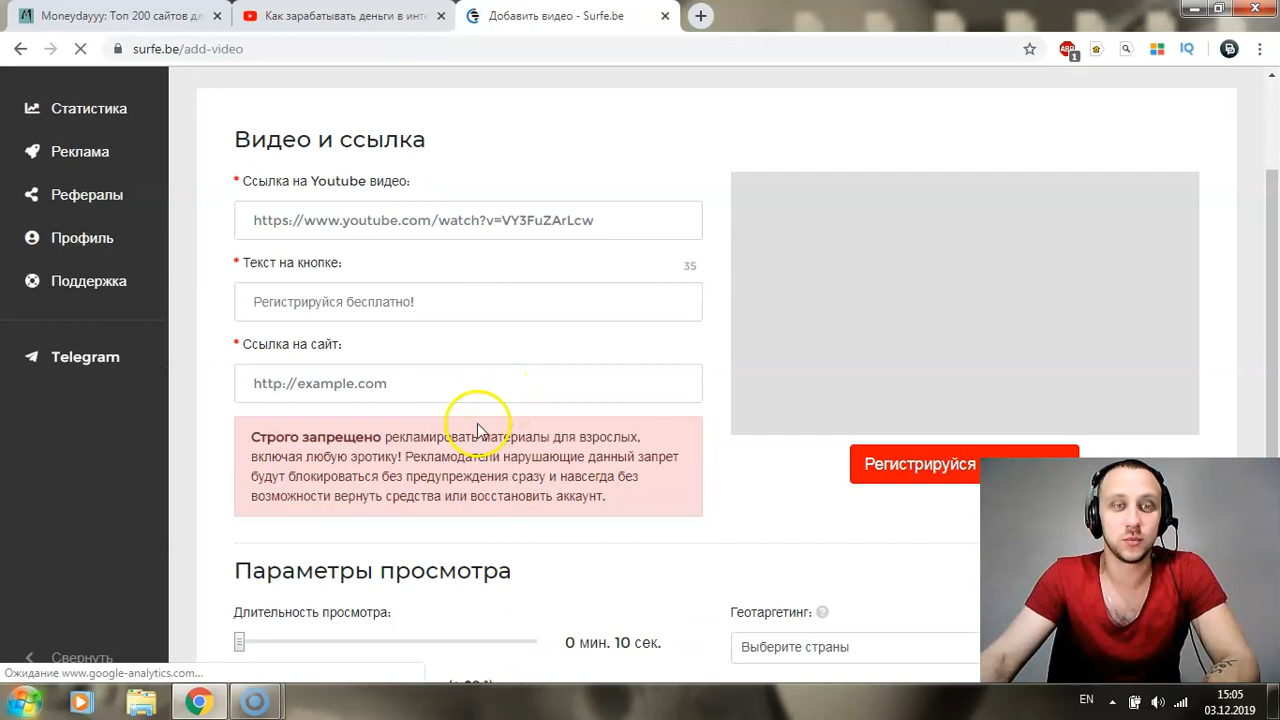 Moneydayyy: Топ 200 сайтов дл
Как зарабатывать деньги в инте
Добавить видео - Surfe.be
surfe.be/add-video
ABP
1
IQ
Статистика
Реклама
Рефералы
Профиль
Поддержка
Telegram
Свернуть
Видео и ссылка
* Ссылка на Youtube видео:
https://www.youtube.com/watch?v=VY3FuZArLcw
* Текст на кнопке:
35
Регистрируйся бесплатно!
* Ссылка на сайт:
http://example.com
Строго запрещено рекламировать материалы для взрослых,
включая любую эротику! Рекламодатели нарушающие данный запрет
будут блокироваться без предупреждения сразу и навсегда без
возможности вернуть средства или восстановить аккаунт.
Регистрируйся
Параметры просмотра
Длительность просмотра:
0 мин. 10 сек.
Геотаргетинг:
Выберите страны
Ожидание www.google-analytics.com...
EN
15:05
03.12.2019